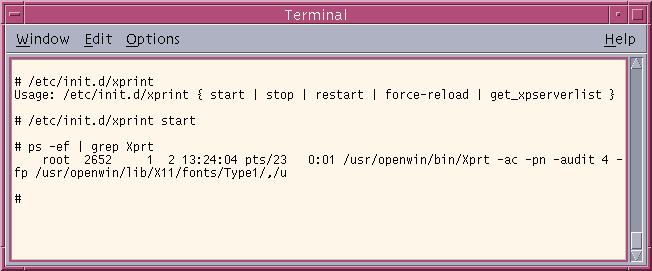 Terminal
Window Edit Options Help
# /etc/init.d/xprint
Usage: /etc/init.d/xprint { start | stop | restart | force-reload | get_xpserverlist }
# /etc/init.d/xprint start
# ps -ef | grep Xprt
root 2652 1 2 13:24:04 pts/23 0:01 /usr/openwin/bin/Xprt -ac -pn -audit 4 -
fp /usr/openwin/lib/X11/fonts/Type1/,/u
#